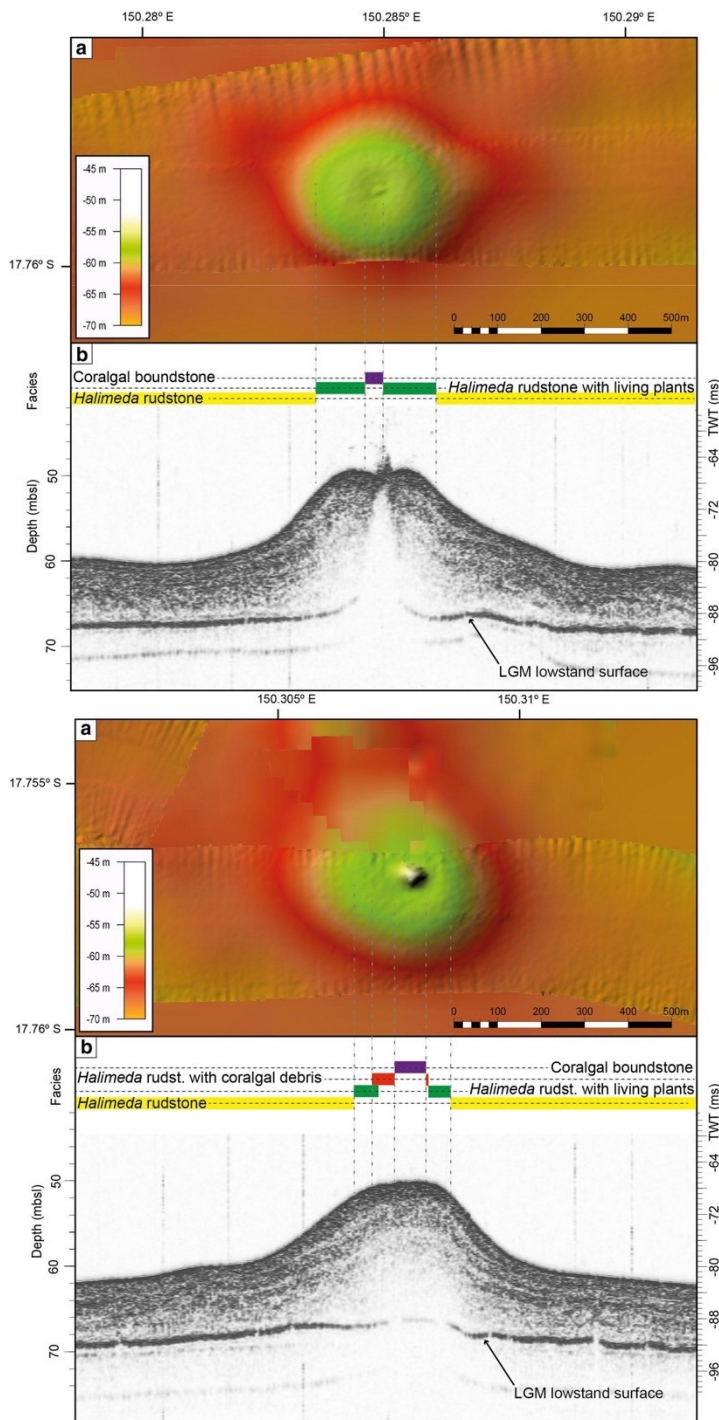 150.28º E 150.285º E 150.29º E
a
-45 m
-50 m
-55 m
-60 m
-65 m
-70 m
17.76º S
0 100 200 300 400 500m
b
Facies
Coralgal boundstone
Halimeda rudstone with living plants
Halimeda rudstone
TWT (ms)
-64
50
-72
Depth (mbsl)
60
-80
-88
70
LGM lowstand surface
-96
150.305º E 150.31º E
a
17.755º S
-45 m
-50 m
-55 m
-60 m
-65 m
-70 m
0 100 200 300 400 500m
17.76º S
b
Facies
Coralgal boundstone
Halimeda rudst. with coralgal debris
Halimeda rudst. with living plants
Halimeda rudstone
TWT (ms)
-64
50
-72
Depth (mbsl)
60
-80
-88
70
LGM lowstand surface
-96